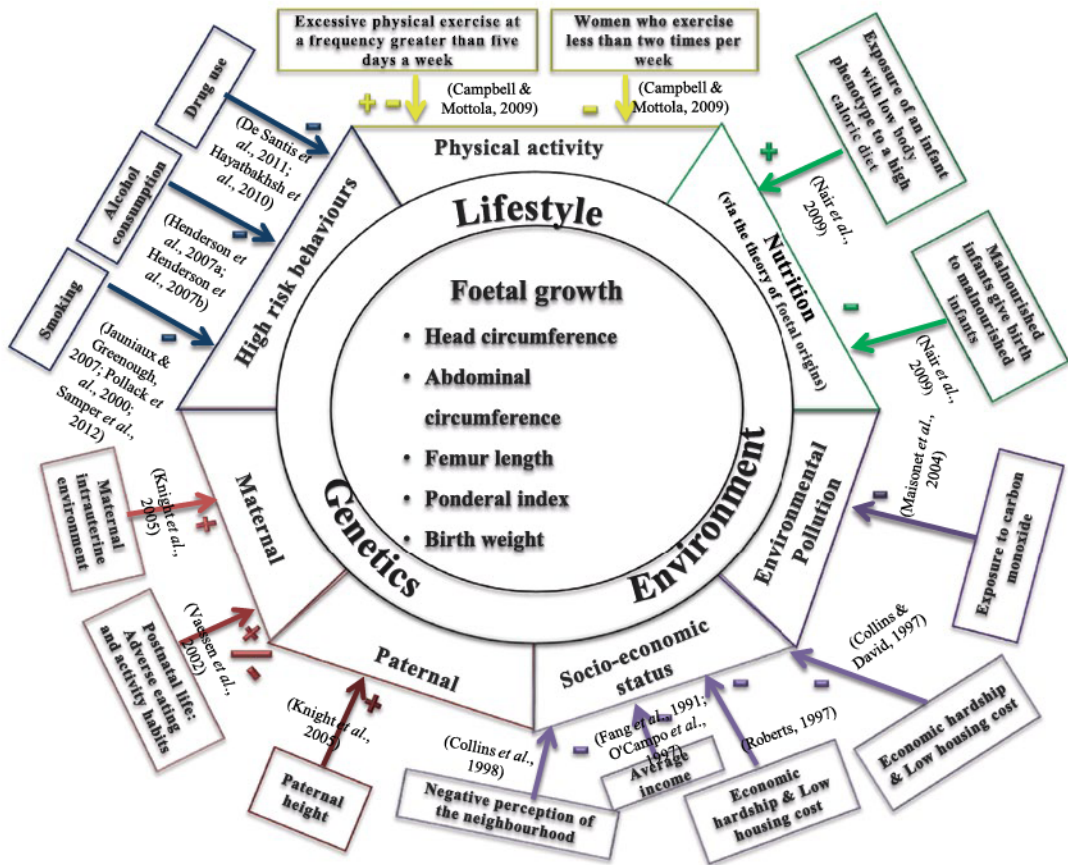 Excessive physical exercise at
a frequency greater than five
days a week
Women who exercise
less than two times per
week
(Campbell &
Mottola, 2009)
(Campbell &
Mottola, 2009)
+ -
-
Physical activity
Drug use
-
(De Santis et
al., 2011;
Hayatbakhsh et
al., 2010)
Alcohol
consumption
-
(Henderson et
al., 2007a;
Henderson et
al., 2007b)
Smoking
-
(Jauniaux &
Greenough,
2007; Pollack et
al., 2000;
Samper et al.,
2012)
High risk behaviours
Exposure of an infant
with low body
phenotype to a high
caloric diet
+
(Nair et al.,
2009)
Malnourished
infants give birth
to malnourished
infants
-
(Nair et al.,
2009)
Nutrition
(via the theory of foetal origins)
Lifestyle
Foetal growth
• Head circumference
• Abdominal
circumference
• Femur length
• Ponderal index
• Birth weight
Genetics
Environment
Maternal
Maternal
intrauterine
environment
(Knight et al.,
2005)
+
Postnatal life:
Adverse eating
and activity habits
(Vaessen et al.,
2002)
+
-
Paternal
Paternal
height
(Knight et al.,
2005)
+
Socio-economic
status
(Collins et al.,
1998)
-
Negative perception of
the neighbourhood
(Fang et al., 1991;
O'Campo et al.,
1997)
-
Average
income
(Roberts, 1997)
-
Economic
hardship & Low
housing cost
(Collins &
David, 1997)
-
Economic hardship
& Low housing cost
Environmental
Pollution
(Maisonet et al.,
2004)
-
Exposure to carbon
monoxide